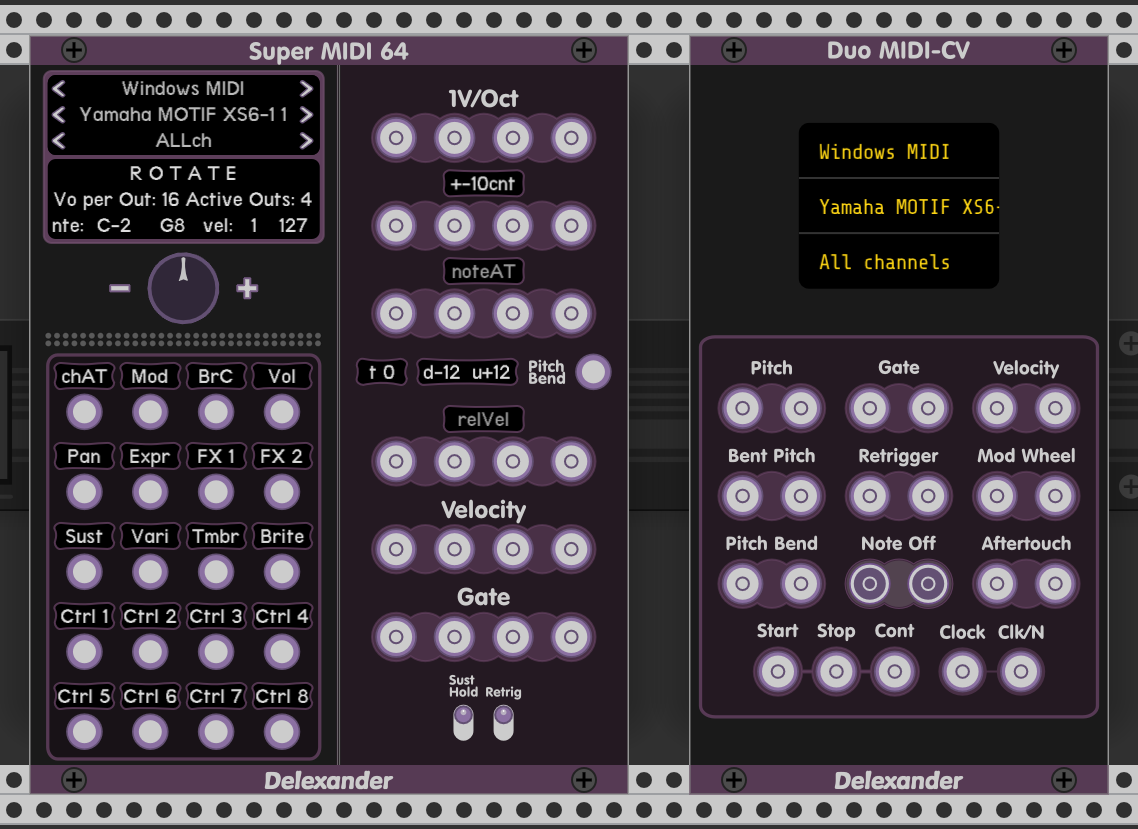 Super MIDI 64
Windows MIDI
Yamaha MOTIF XS6-1 1
ALLch
ROTATE
Vo per Out: 16 Active Outs: 4
nte: C-2 G8 vel: 1 127
chAT Mod BrC Vol
Pan Expr FX 1 FX 2
Sust Vari Tmbr Brite
Ctrl 1 Ctrl 2 Ctrl 3 Ctrl 4
Ctrl 5 Ctrl 6 Ctrl 7 Ctrl 8
1V/Oct
+-10cnt
noteAT
t 0 d-12 u+12 Pitch
Bend
relVel
Velocity
Gate
Sust
Hold Retrig
Delexander
Duo MIDI-CV
Windows MIDI
Yamaha MOTIF XS6-
All channels
Pitch Gate Velocity
Bent Pitch Retrigger Mod Wheel
Pitch Bend Note Off Aftertouch
Start Stop Cont Clock Clk/N
Delexander